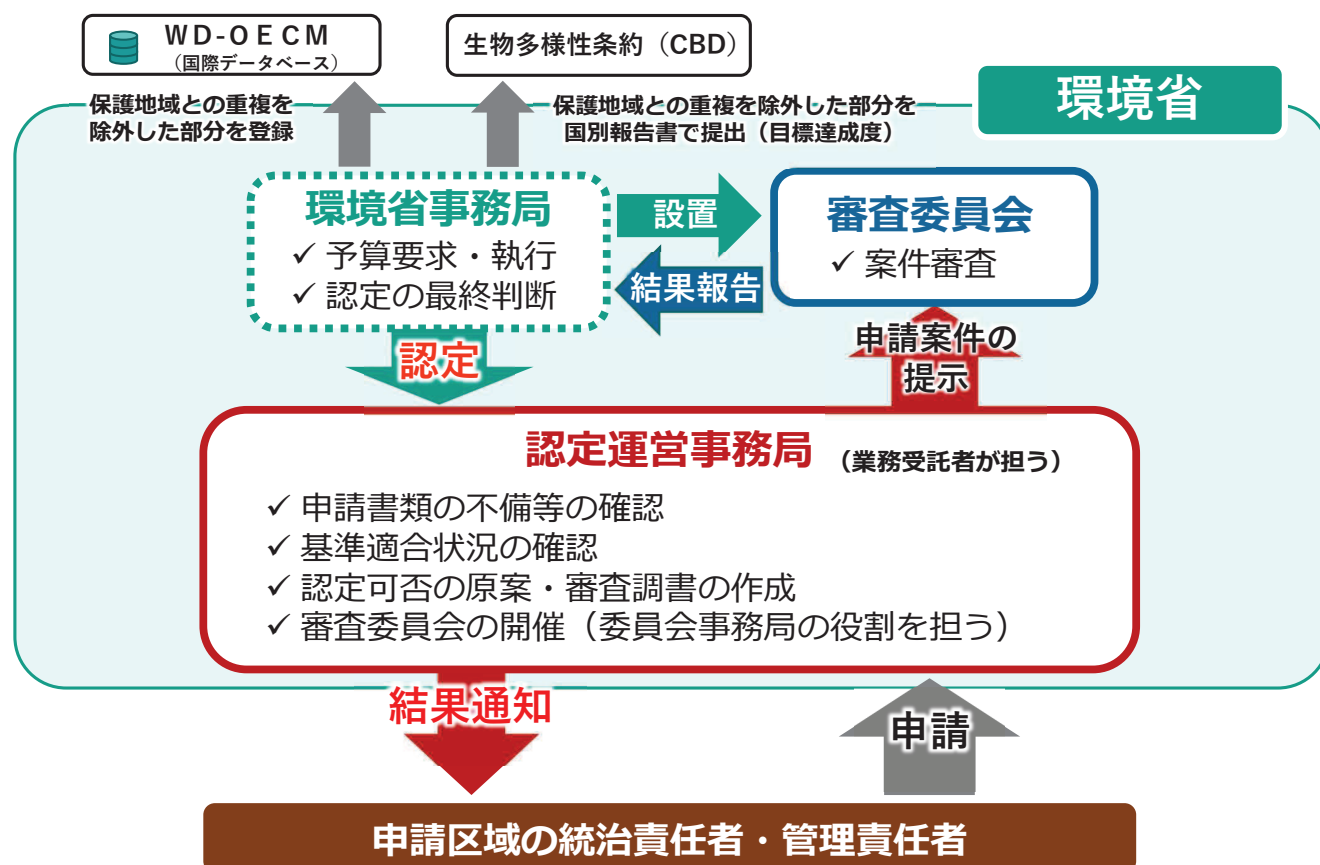 WD-OECM
（国際データベース）
生物多様性条約（CBD）
保護地域との重複を
除外した部分を登録
保護地域との重複を除外した部分を
国別報告書で提出（目標達成度）
環境省
環境省事務局
✓ 予算要求・執行
✓ 認定の最終判断
設置
結果報告
審査委員会
✓ 案件審査
認定
申請案件の
提示
認定運営事務局 （業務受託者が担う）
✓ 申請書類の不備等の確認
✓ 基準適合状況の確認
✓ 認定可否の原案・審査調書の作成
✓ 審査委員会の開催（委員会事務局の役割を担う）
結果通知
申請
申請区域の統治責任者・管理責任者